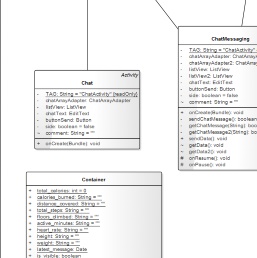 Activity
Chat
- TAG: String = "ChatActivity" {readOnly}
- chatArrayAdapter: ChatArrayAdapter
- listView: ListView
- chatText: EditText
- buttonSend: Button
- side: boolean = false
- comment: String = ""
+ onCreate(Bundle): void
ChatMessaging
- TAG: String = "ChatActivity"
- chatArrayAdapter: ChatArray
- chatArrayAdapter2: ChatArray
- listView: ListView
- listView2: ListView
- chatText: EditText
- buttonSend: Button
- side: boolean = false
- comment: String = ""
+ onCreate(Bundle): void
- sendChatMessage(): boolean
- getChatMessage(String): boo
- getChatMessage2(String): bo
+ sendData(): void
+ getData(): void
+ getData2(): void
# onResume(): void
# onPause(): void
Container
+ total_calories: int = 0
+ calories_burned: String = ""
+ distance_covered: String = ""
+ total_steps: String = ""
+ floors_climbed: String = ""
+ active_minutes: String = ""
+ heart_rate: String = ""
+ height: String = ""
+ weight: String = ""
+ latest_message: Date
+ is_visible: boolean